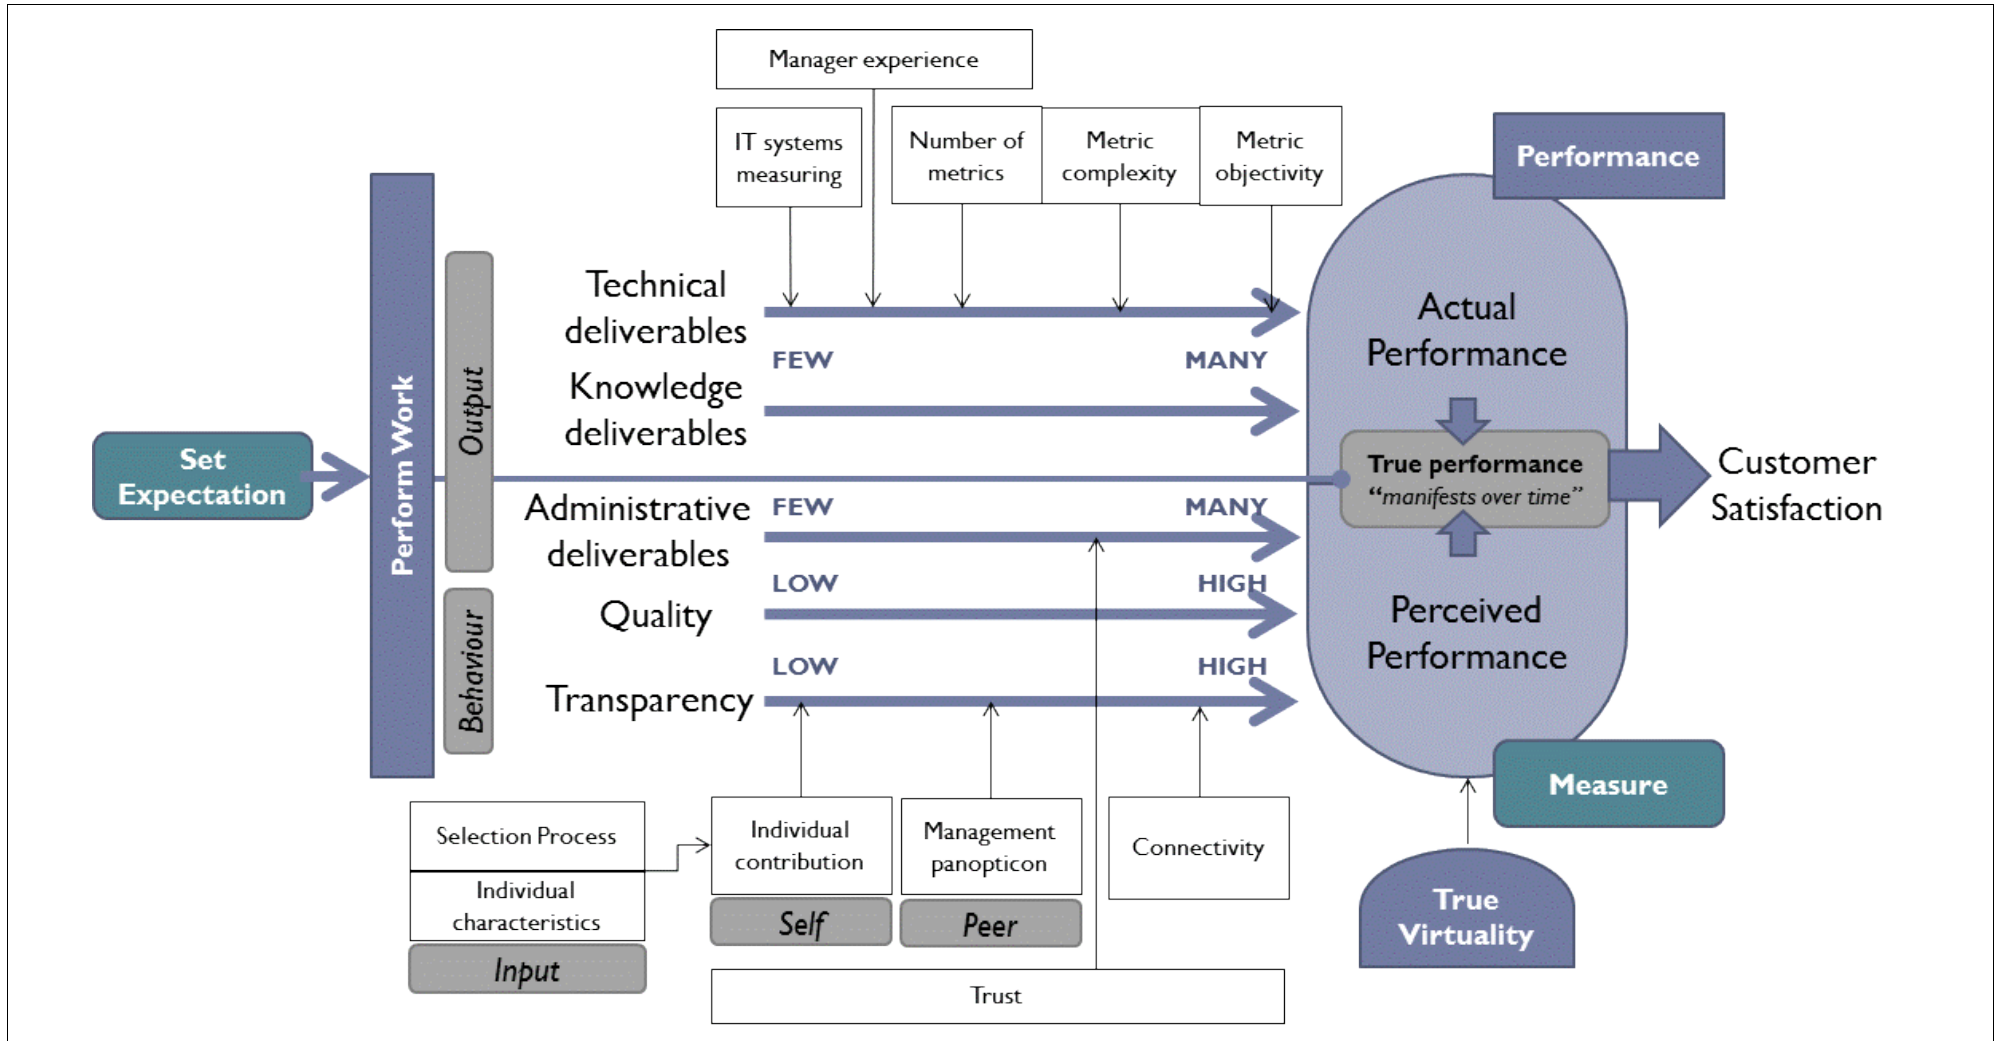 Manager experience
IT systems
measuring
Number of
metrics
Metric
complexity
Metric
objectivity
Performance
Technical
deliverables
FEW
MANY
Knowledge
deliverables
Actual
Performance
Output
Perform Work
Set
Expectation
True performance
“manifests over time”
Customer
Satisfaction
Administrative
deliverables
FEW
MANY
LOW
HIGH
Quality
Behaviour
Perceived
Performance
LOW
HIGH
Transparency
Measure
Selection Process
Individual
characteristics
Input
Individual
contribution
Self
Management
panopticon
Peer
Connectivity
True
Virtuality
Trust